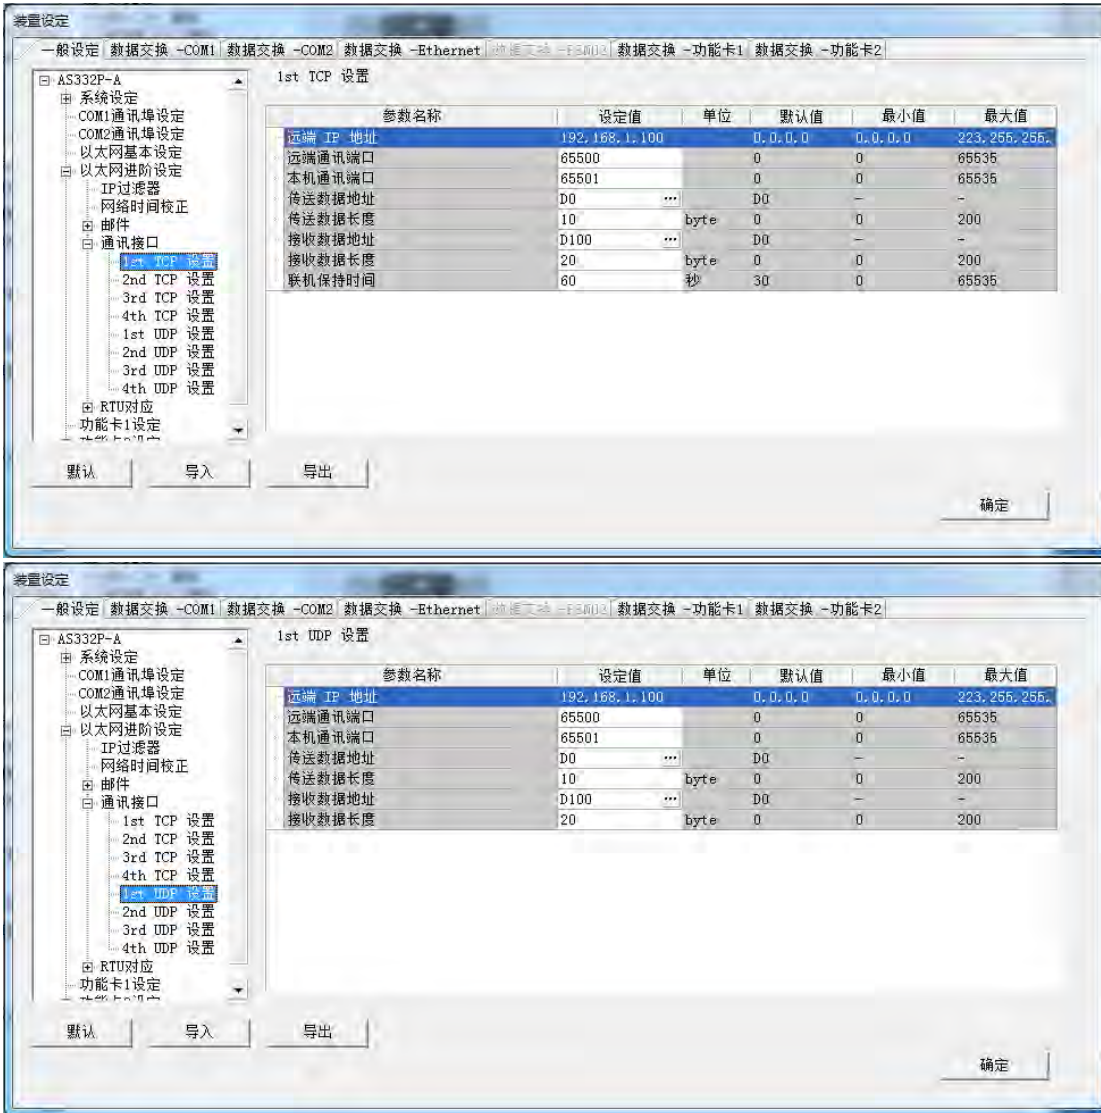 装置设定
一般设定 数据交换 -COM1 数据交换 -COM2 数据交换 -Ethernet 数据交换 -功能卡1 数据交换 -功能卡2
AS332P-A
系统设定
COM1通讯埠设定
COM2通讯埠设定
以太网基本设定
以太网进阶设定
IP过滤器
网络时间校正
邮件
通讯接口
1st TCP 设置
2nd TCP 设置
3rd TCP 设置
4th TCP 设置
1st UDP 设置
2nd UDP 设置
3rd UDP 设置
4th UDP 设置
RTU对应
功能卡1设定
1st TCP 设置
参数名称 设定值 单位 默认值 最小值 最大值
远端 IP 地址 192.168.1.100 0.0.0.0 0.0.0.0 223.255.255.
远端通讯端口 65500 0 0 65535
本机通讯端口 65501 0 0 65535
传送数据地址 D0 ... D0 - -
传送数据长度 10 byte 0 0 200
接收数据地址 D100 ... D0 - -
接收数据长度 20 byte 0 0 200
联机保持时间 60 秒 30 0 65535
默认 导入 导出
确定
装置设定
一般设定 数据交换 -COM1 数据交换 -COM2 数据交换 -Ethernet 数据交换 -功能卡1 数据交换 -功能卡2
AS332P-A
系统设定
COM1通讯埠设定
COM2通讯埠设定
以太网基本设定
以太网进阶设定
IP过滤器
网络时间校正
邮件
通讯接口
1st TCP 设置
2nd TCP 设置
3rd TCP 设置
4th TCP 设置
1st UDP 设置
2nd UDP 设置
3rd UDP 设置
4th UDP 设置
RTU对应
功能卡1设定
1st UDP 设置
参数名称 设定值 单位 默认值 最小值 最大值
远端 IP 地址 192.168.1.100 0.0.0.0 0.0.0.0 223.255.255.
远端通讯端口 65500 0 0 65535
本机通讯端口 65501 0 0 65535
传送数据地址 D0 ... D0 - -
传送数据长度 10 byte 0 0 200
接收数据地址 D100 ... D0 - -
接收数据长度 20 byte 0 0 200
默认 导入 导出
确定